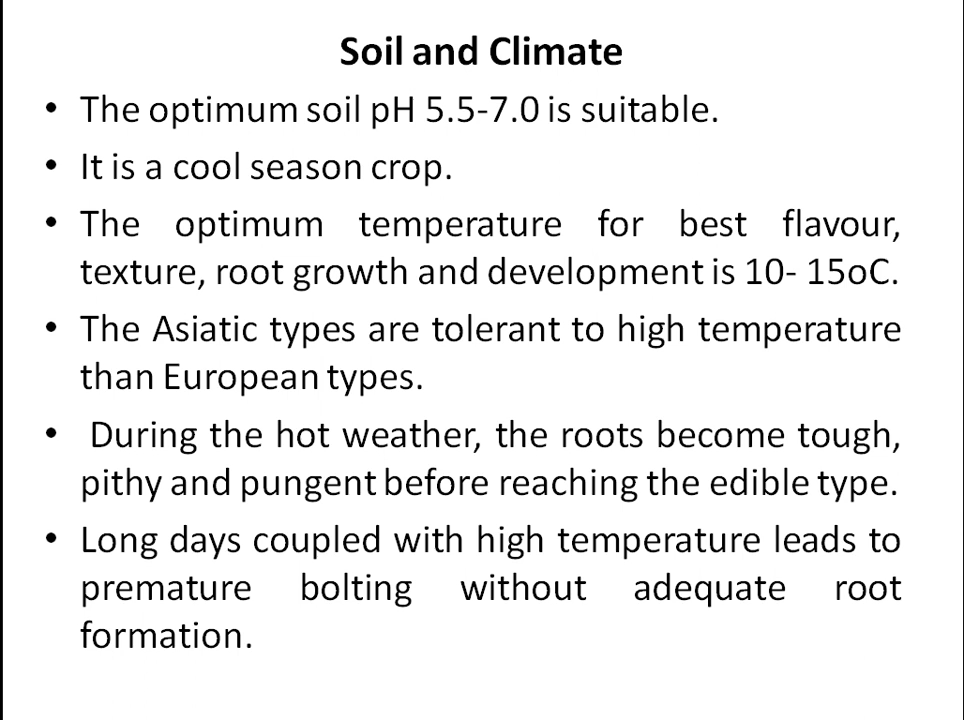 Soil and Climate
• The optimum soil pH 5.5-7.0 is suitable.
• It is a cool season crop.
• The optimum temperature for best flavour,
texture, root growth and development is 10- 15oC.
• The Asiatic types are tolerant to high temperature
than European types.
• During the hot weather, the roots become tough,
pithy and pungent before reaching the edible type.
• Long days coupled with high temperature leads to
premature bolting without adequate root
formation.